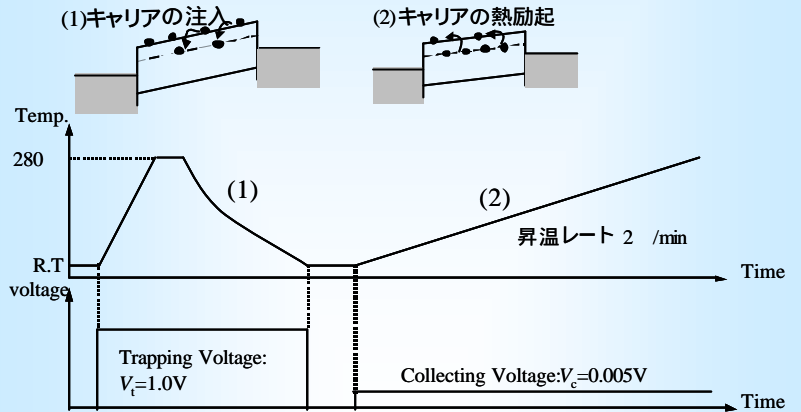 (1)キャリアの注入
(2)キャリアの熱励起
Temp.
280
(1)
(2)
昇温レート 2 /min
R.T
Time
voltage
Trapping Voltage:
Vt=1.0V
Collecting Voltage:Vc=0.005V
Time